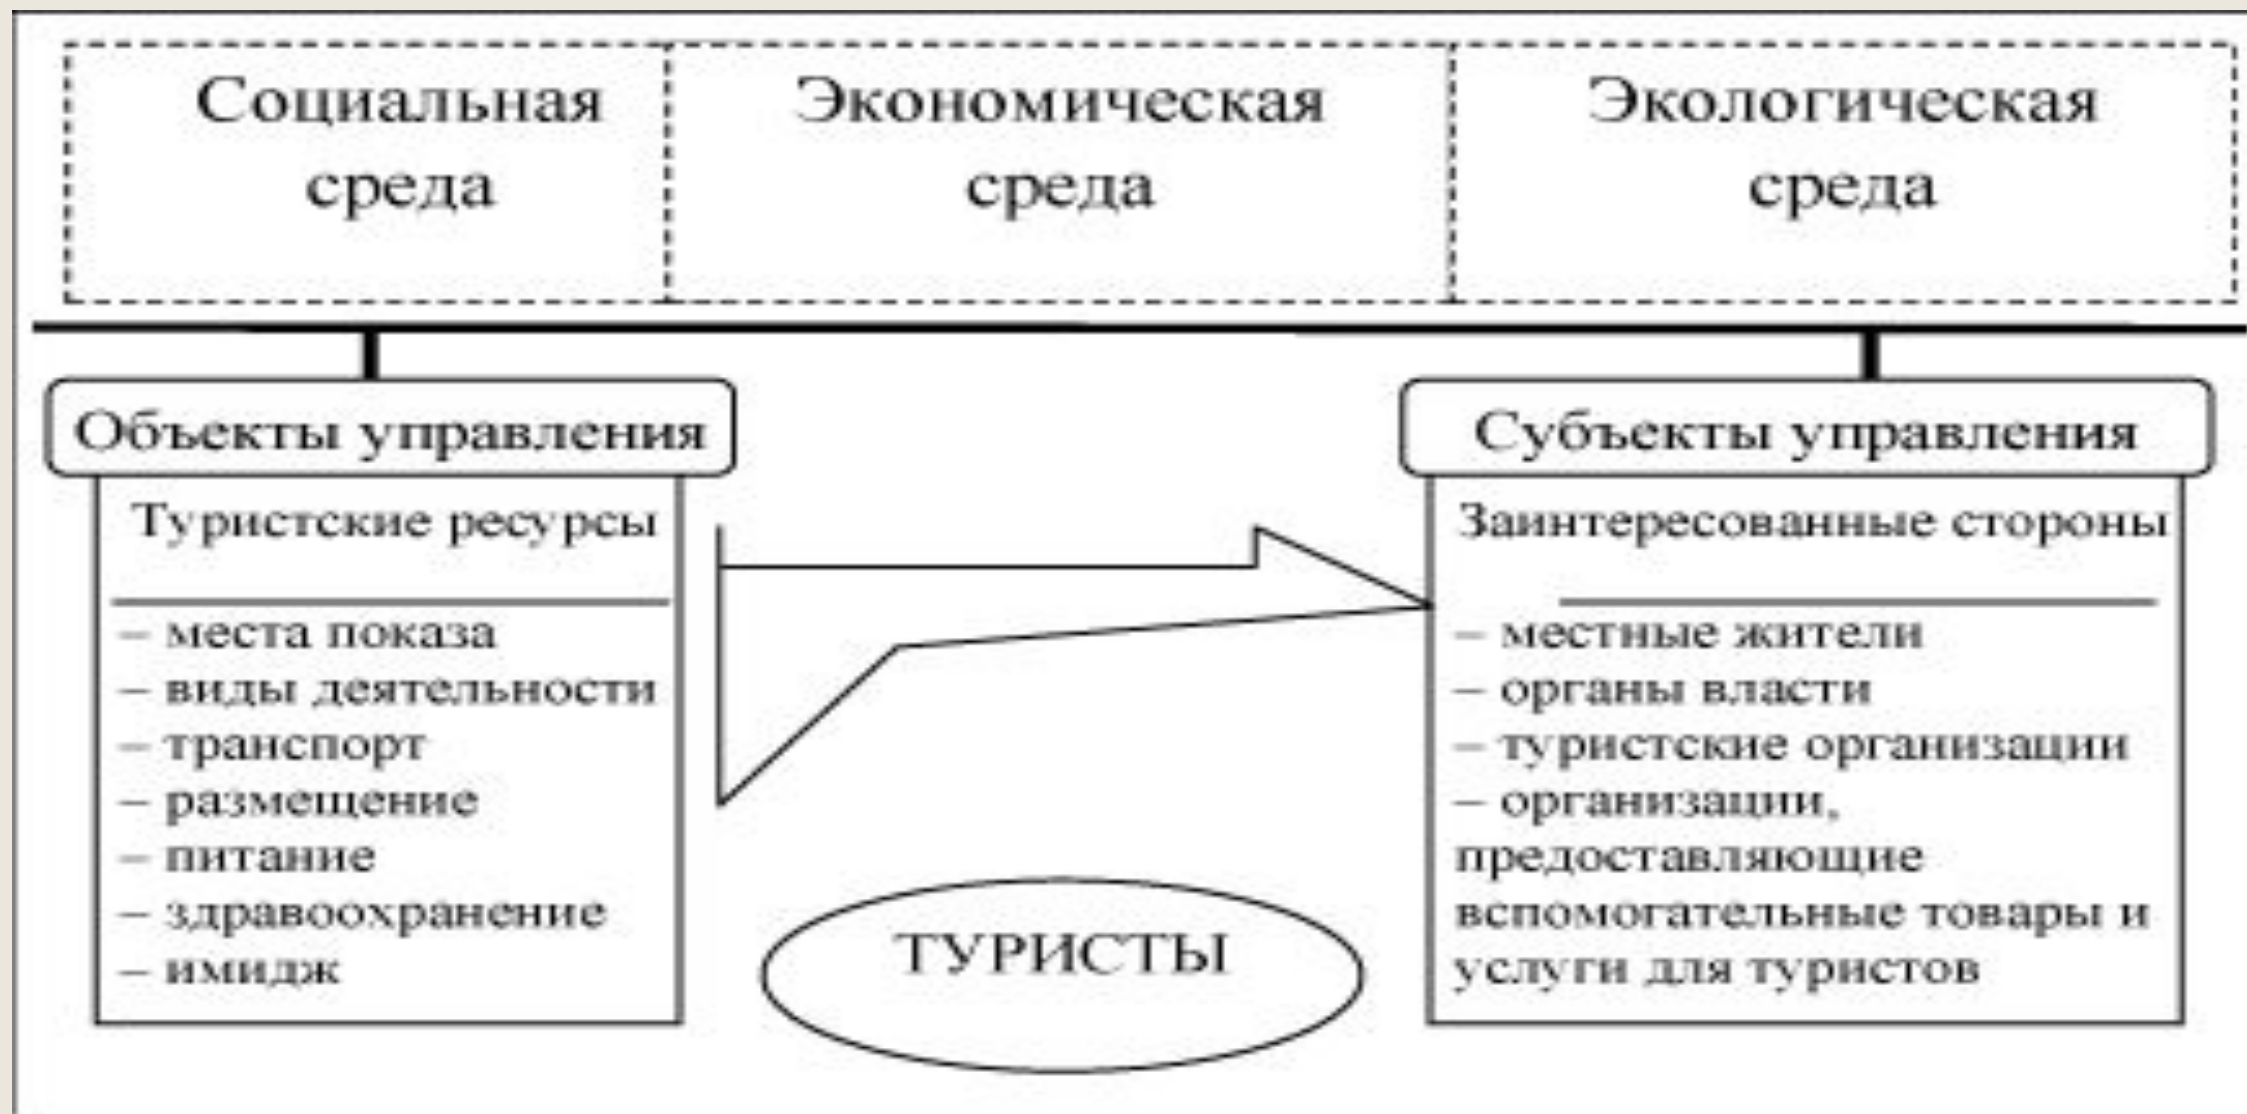 Социальная
среда
Экономическая
среда
Экологическая
среда
Объекты управления
Туристские ресурсы
– места показа
– виды деятельности
– транспорт
– размещение
– питание
– здравоохранение
– имидж
ТУРИСТЫ
Субъекты управления
Заинтересованные стороны
– местные жители
– органы власти
– туристские организации
– организации,
предоставляющие
вспомогательные товары и
услуги для туристов